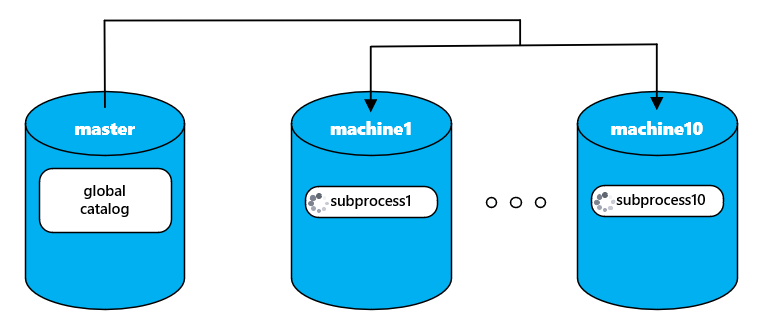 master
machine1
machine10
global
catalog
subprocess1
subprocess10